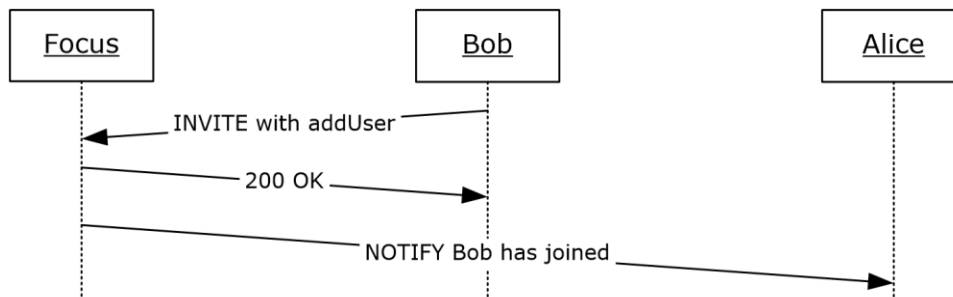 Focus
Bob
Alice
INVITE with addUser
200 OK
NOTIFY Bob has joined